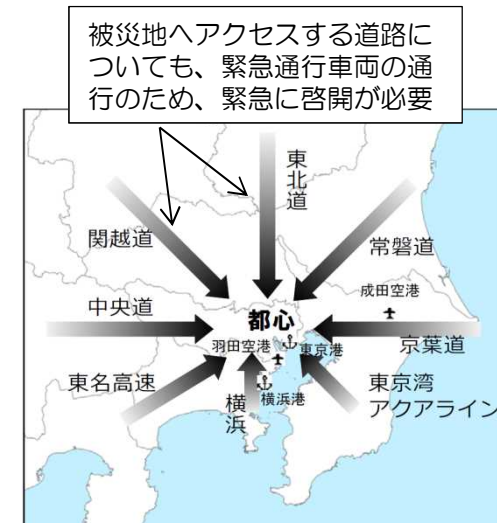 被災地へアクセスする道路に
ついても、緊急通行車両の通
行のため、緊急に啓開が必要
東北道
関越道
常磐道
成田空港
中央道
都心
羽田空港
東京港
京葉道
東名高速
横浜
横浜港
東京湾
アクアライン